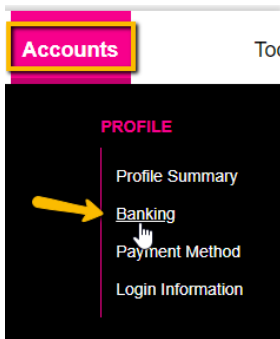 Accounts
PROFILE
Profile Summary
Banking
Payment Method
Login Information